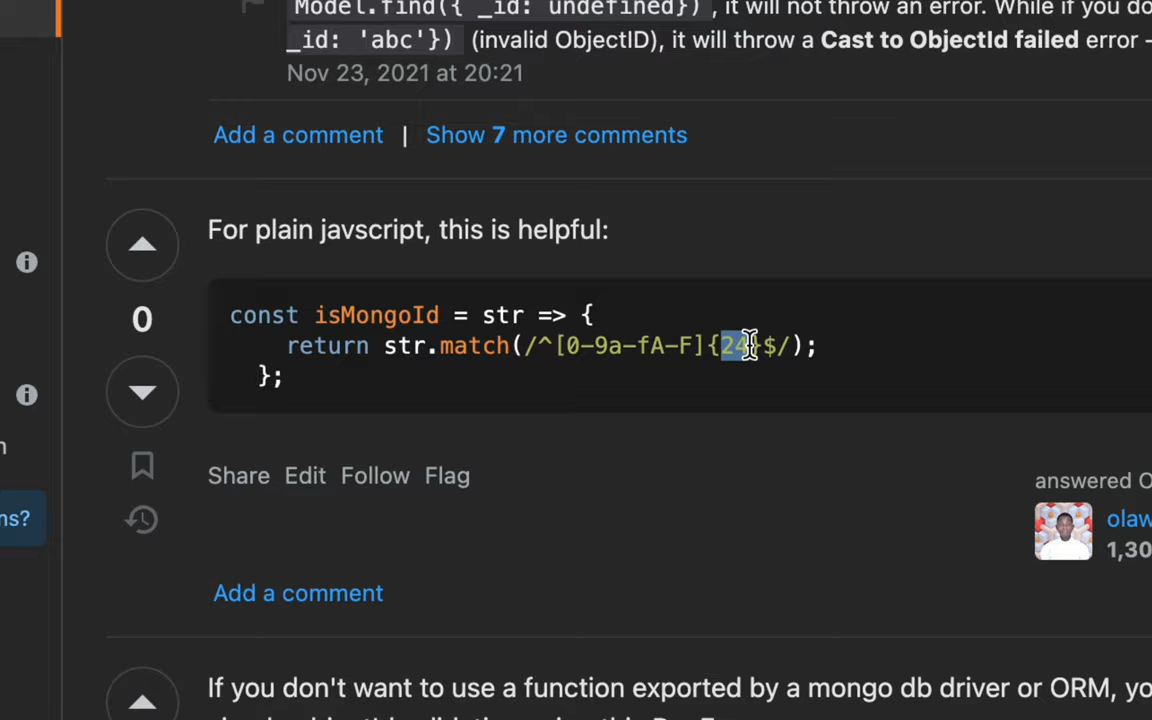 Model.find({ _id: undefined}) , it will not throw an error. While if you do
_id: 'abc'}) (invalid ObjectID), it will throw a Cast to ObjectId failed error -
Nov 23, 2021 at 20:21
Add a comment | Show 7 more comments
For plain javscript, this is helpful:
const isMongoId = str => {
return str.match(/^[0-9a-fA-F]{24}$/);
};
0
n
Share Edit Follow Flag
answered O
ns?
olaw
1,30
Add a comment
If you don't want to use a function exported by a mongo db driver or ORM, yo